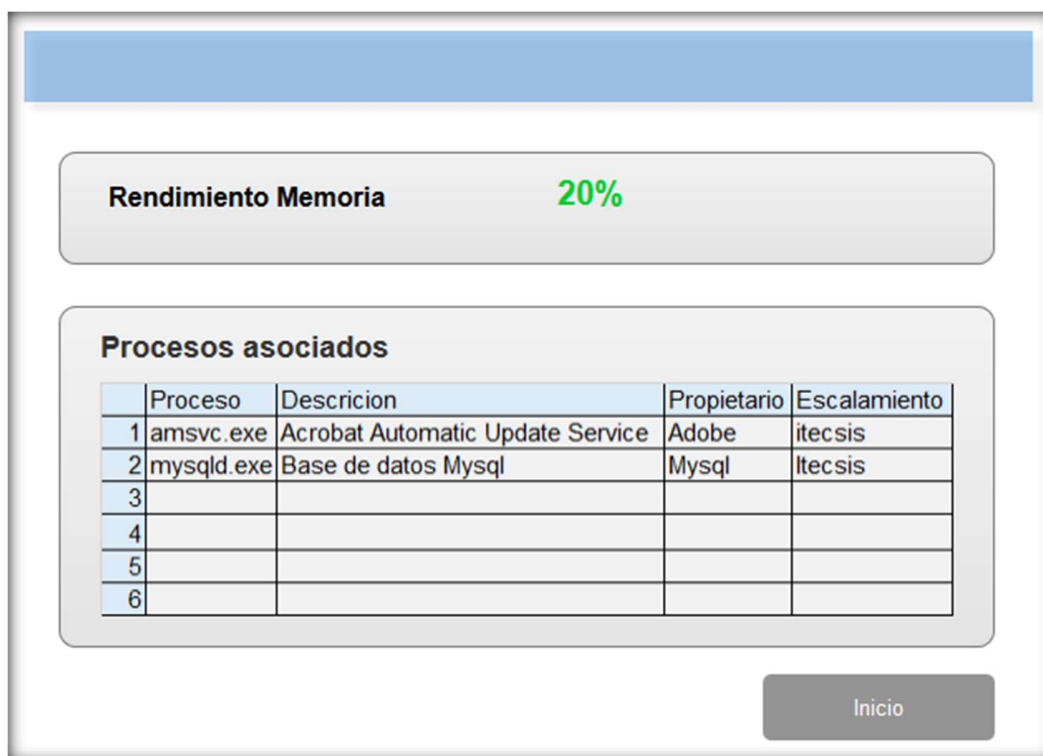 Rendimiento Memoria 20%
Procesos asociados
Proceso Descricion Propietario Escalamiento
1 amsvc.exe Acrobat Automatic Update Service Adobe itecsis
2 mysqld.exe Base de datos Mysql Mysql Itecsis
3
4
5
6
Inicio